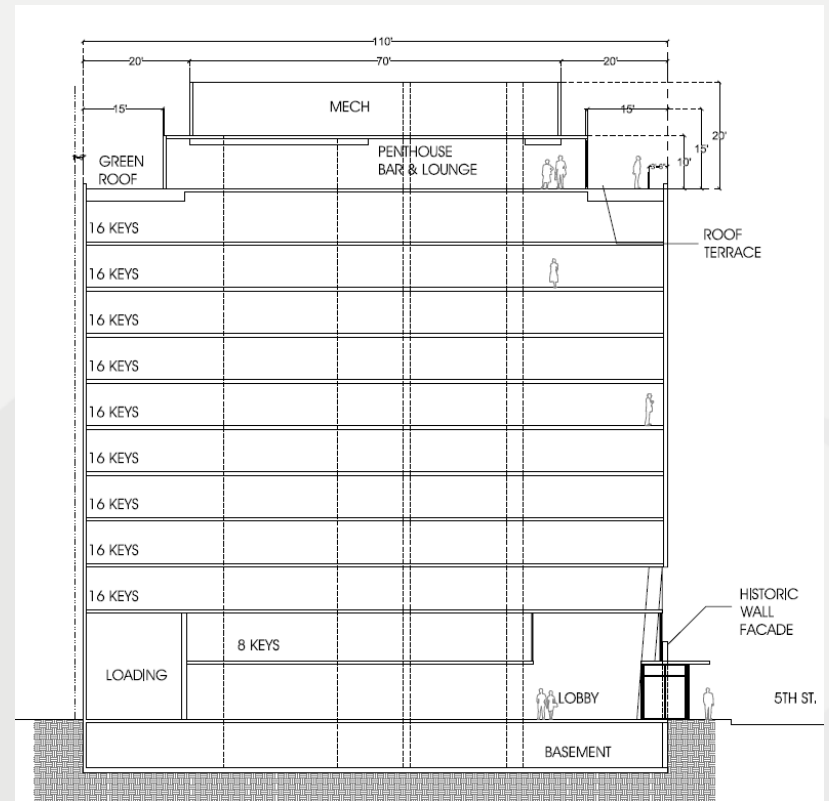 110'
20'
70'
20'
MECH
15'
15'
20'
15'
10'
GREEN
ROOF
PENTHOUSE
BAR & LOUNGE
ROOF
TERRACE
16 KEYS
16 KEYS
16 KEYS
16 KEYS
16 KEYS
16 KEYS
16 KEYS
16 KEYS
16 KEYS
HISTORIC
WALL
FACADE
8 KEYS
LOADING
LOBBY
5TH ST.
BASEMENT